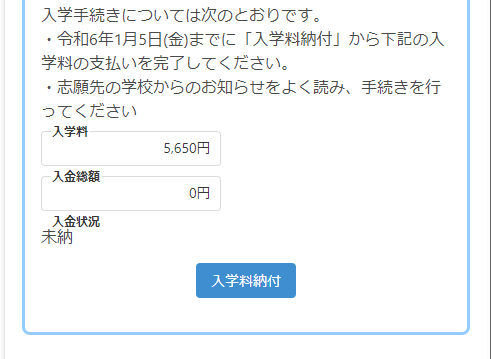 入学手続きについては次のとおりです。
・令和6年1月5日(金)までに「入学料納付」から下記の入
学料の支払いを完了してください。
・志願先の学校からのお知らせをよく読み、手続きを行
ってください
入学料
5,650円
入金総額
0円
入金状況
未納
入学料納付